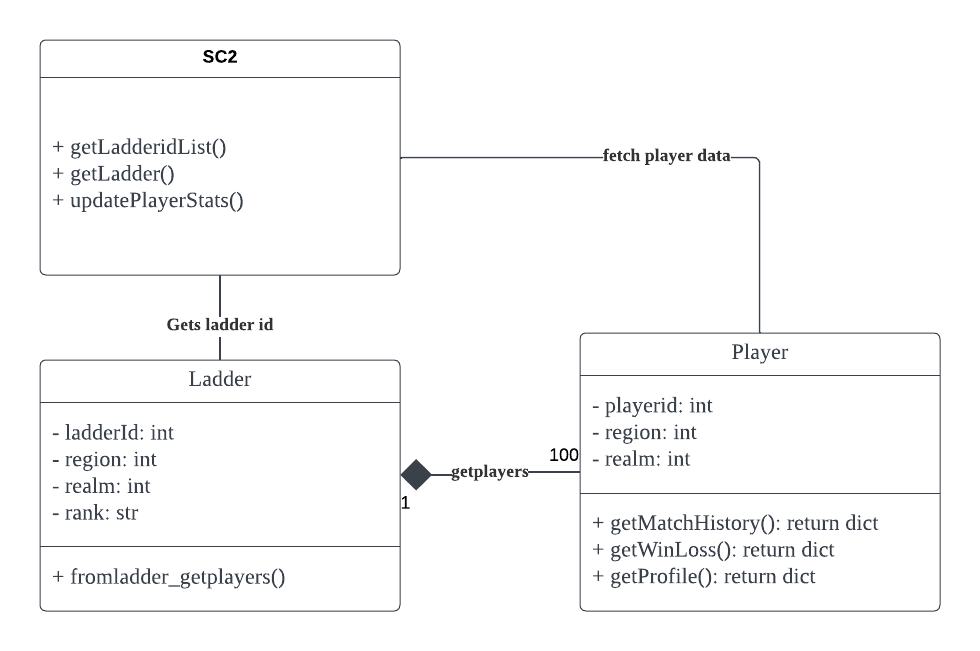 SC2
+ getLadderidList()
+ getLadder()
+ updatePlayerStats()
fetch player data
Gets ladder id
Ladder
- ladderId: int
- region: int
- realm: int
- rank: str
+ fromladder_getplayers()
1
getplayers
100
Player
- playerid: int
- region: int
- realm: int
+ getMatchHistory(): return dict
+ getWinLoss(): return dict
+ getProfile(): return dict